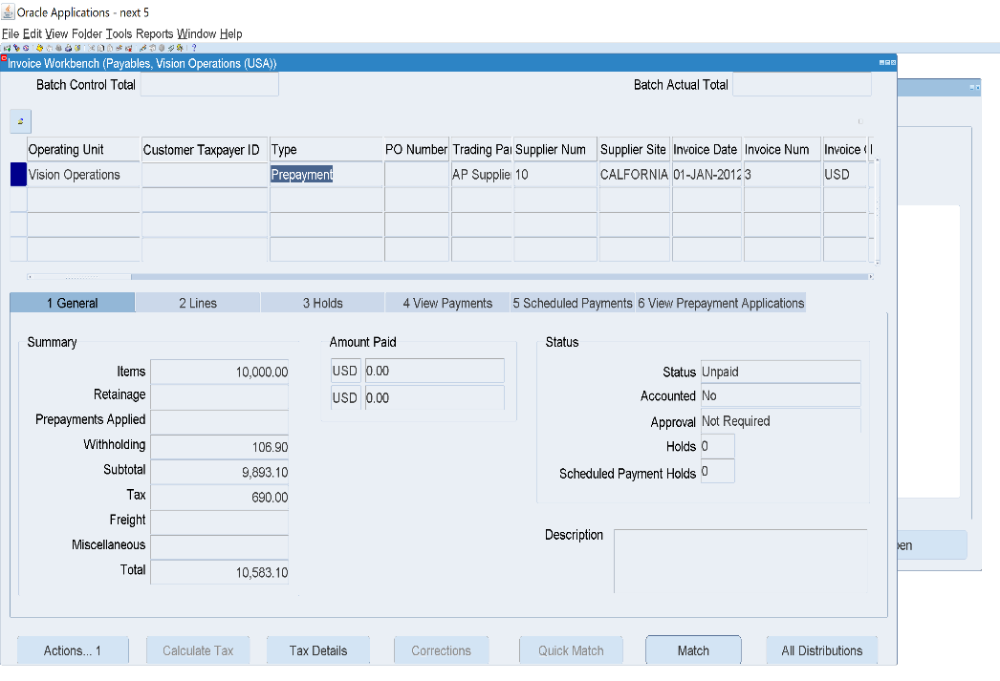 Oracle Applications - next 5
File Edit View Folder Tools Reports Window Help
Invoice Workbench (Payables, Vision Operations (USA))
Batch Control Total
Batch Actual Total
Operating Unit Customer Taxpayer ID Type PO Number Trading Pa Supplier Num Supplier Site Invoice Date Invoice Num Invoice
Vision Operations Prepayment AP Supplie 10 CALFORNIA 01-JAN-2012 3 USD
1 General 2 Lines 3 Holds 4 View Payments 5 Scheduled Payments 6 View Prepayment Applications
Summary
Items 10,000.00
Retainage
Prepayments Applied
Withholding 106.90
Subtotal 9,893.10
Tax 690.00
Freight
Miscellaneous
Total 10,583.10
Amount Paid
USD 0.00
USD 0.00
Status
Status Unpaid
Accounted No
Approval Not Required
Holds 0
Scheduled Payment Holds 0
Description
Actions... 1 Calculate Tax Tax Details Corrections Quick Match Match All Distributions